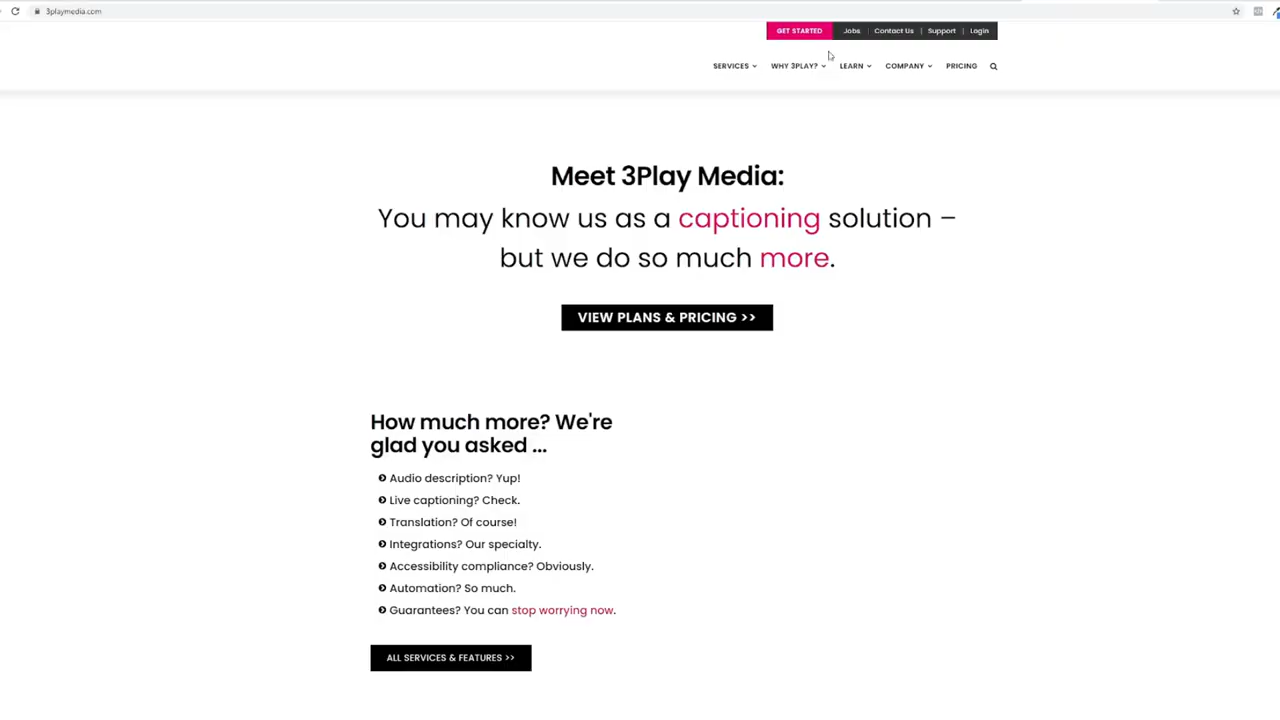 3playmedia.com
GET STARTED Jobs | Contact Us | Support | Login
SERVICES WHY 3PLAY? LEARN COMPANY PRICING
Meet 3Play Media:
You may know us as a captioning solution –
but we do so much more.
VIEW PLANS & PRICING >>
How much more? We're
glad you asked ...
Audio description? Yup!
Live captioning? Check.
Translation? Of course!
Integrations? Our specialty.
Accessibility compliance? Obviously.
Automation? So much.
Guarantees? You can stop worrying now.
ALL SERVICES & FEATURES >>